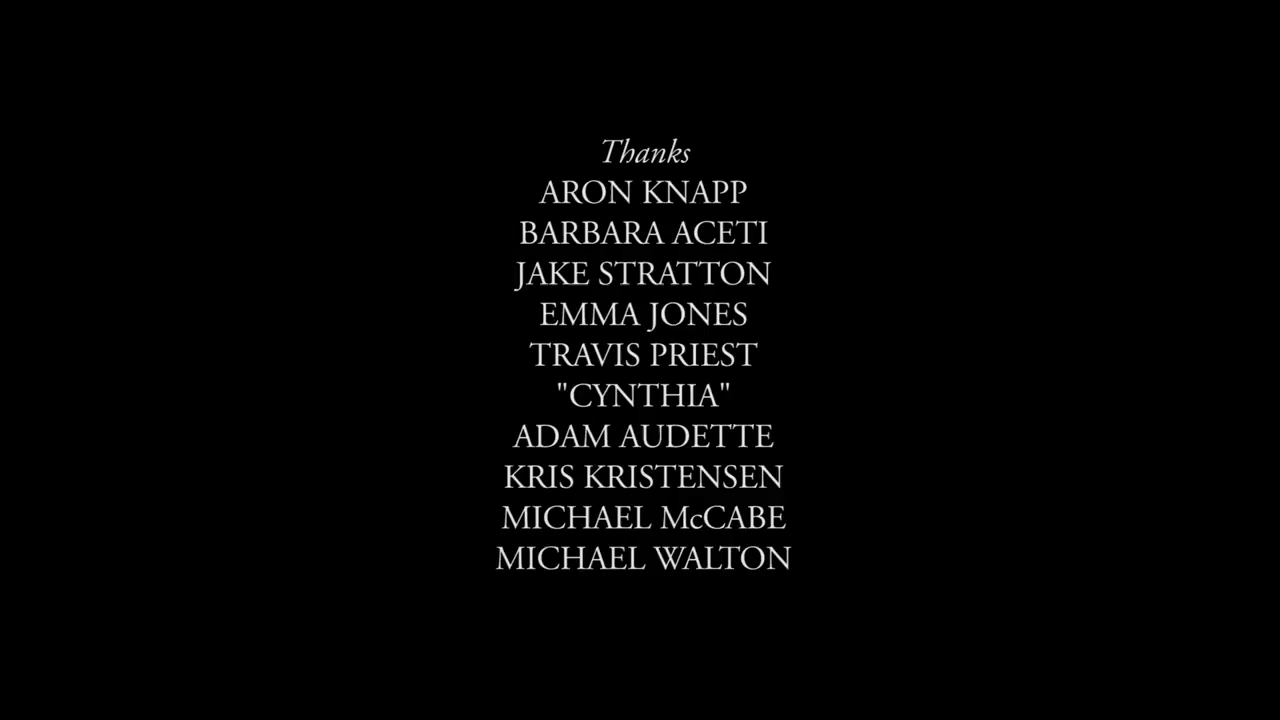 Thanks
ARON KNAPP
BARBARA ACETI
JAKE STRATTON
EMMA JONES
TRAVIS PRIEST
"CYNTHIA"
ADAM AUDETTE
KRIS KRISTENSEN
MICHAEL McCABE
MICHAEL WALTON